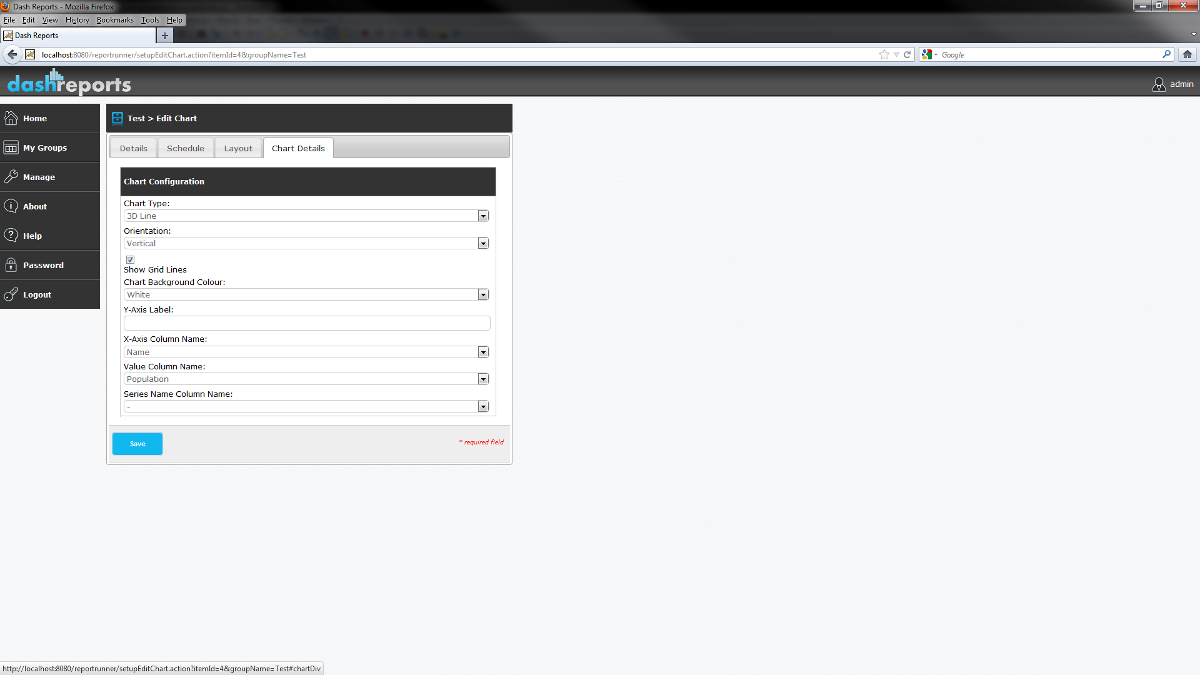 Dash Reports - Mozilla Firefox
File Edit View History Bookmarks Tools Help
Dash Reports
localhost:8080/reportrunner/setupEditChart.action?itemId=4&groupName=Test
Google
dashreports
admin
Home
My Groups
Manage
About
Help
Password
Logout
Test > Edit Chart
Details Schedule Layout Chart Details
Chart Configuration
Chart Type:
3D Line
Orientation:
Vertical
Show Grid Lines
Chart Background Colour:
White
Y-Axis Label:
X-Axis Column Name:
Name
Value Column Name:
Population
Series Name Column Name:
-
Save
* required field
http://localhost:8080/reportrunner/setupEditChart.action?itemId=4&groupName=Test#chartDiv